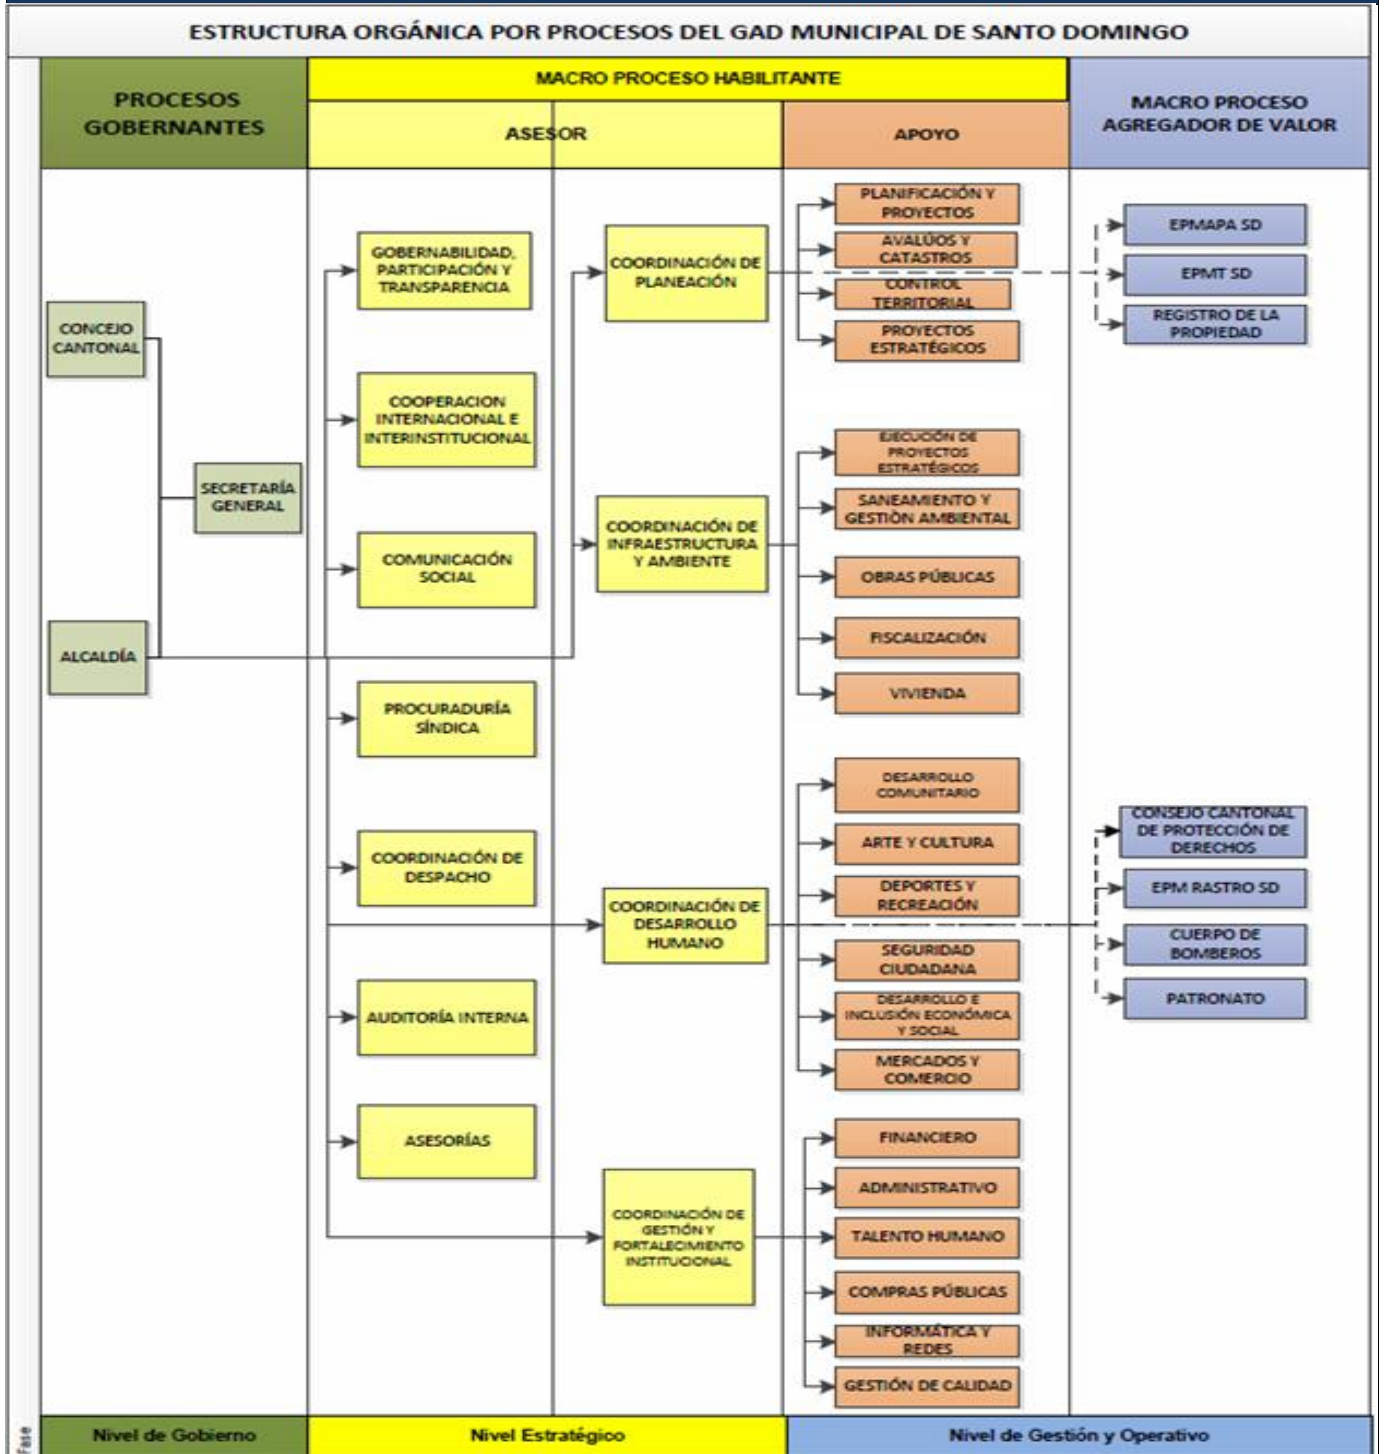 ESTRUCTURA ORGÁNICA POR PROCESOS DEL GAD MUNICIPAL DE SANTO DOMINGO
PROCESOS
GOBERNANTES
MACRO PROCESO HABILITANTE
ASESOR
APOYO
MACRO PROCESO
AGREGADOR DE VALOR
CONCEJO
CANTONAL
SECRETARÍA
GENERAL
ALCALDÍA
GOBERNABILIDAD,
PARTICIPACIÓN Y
TRANSPARENCIA
COOPERACION
INTERNACIONAL E
INTERINSTITUCIONAL
COMUNICACIÓN
SOCIAL
PROCURADURÍA
SÍNDICA
COORDINACIÓN DE
DESPACHO
AUDITORÍA INTERNA
ASESORÍAS
COORDINACIÓN DE
PLANEACIÓN
COORDINACIÓN DE
INFRAESTRUCTURA
Y AMBIENTE
COORDINACIÓN DE
DESARROLLO
HUMANO
COORDINACIÓN DE
GESTIÓN Y
FORTALECIMIENTO
INSTITUCIONAL
PLANIFICACIÓN Y
PROYECTOS
AVALÚOS Y
CATASTROS
CONTROL
TERRITORIAL
PROYECTOS
ESTRATÉGICOS
EJECUCIÓN DE
PROYECTOS
ESTRATÉGICOS
SANEAMIENTO Y
GESTIÒN AMBIENTAL
OBRAS PÚBLICAS
FISCALIZACIÓN
VIVIENDA
DESARROLLO
COMUNITARIO
ARTE Y CULTURA
DEPORTES Y
RECREACIÓN
SEGURIDAD
CIUDADANA
DESARROLLO E
INCLUSIÓN ECONÓMICA
Y SOCIAL
MERCADOS Y
COMERCIO
FINANCIERO
ADMINISTRATIVO
TALENTO HUMANO
COMPRAS PÚBLICAS
INFORMÁTICA Y
REDES
GESTIÓN DE CALIDAD
EPMAPA SD
EPMT SD
REGISTRO DE LA
PROPIEDAD
CONSEJO CANTONAL
DE PROTECCIÓN DE
DERECHOS
EPM RASTRO SD
CUERPO DE
BOMBEROS
PATRONATO
Fase
Nivel de Gobierno
Nivel Estratégico
Nivel de Gestión y Operativo